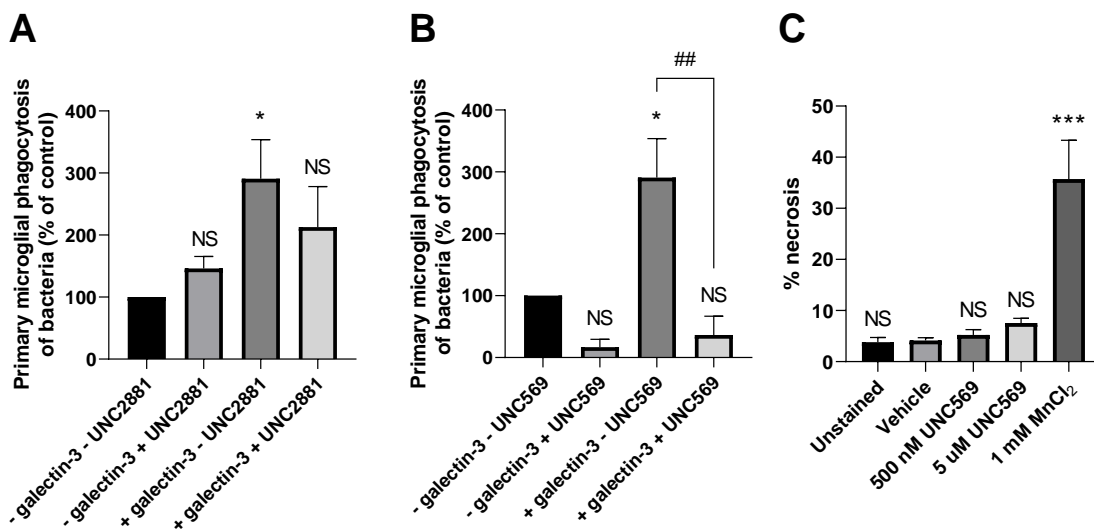 A
Primary microglial phagocytosis
of bacteria (% of control)
400
300
200
100
0
NS
*
NS
- galectin-3 - UNC2881
- galectin-3 + UNC2881
+ galectin-3 - UNC2881
+ galectin-3 + UNC2881
B
Primary microglial phagocytosis
of bacteria (% of control)
400
300
200
100
0
##
NS
*
NS
- galectin-3 - UNC569
- galectin-3 + UNC569
+ galectin-3 - UNC569
+ galectin-3 + UNC569
C
% necrosis
50
40
30
20
10
0
NS
NS
NS
***
Unstained
Vehicle
500 nM UNC569
5 uM UNC569
1 mM MnCl₂